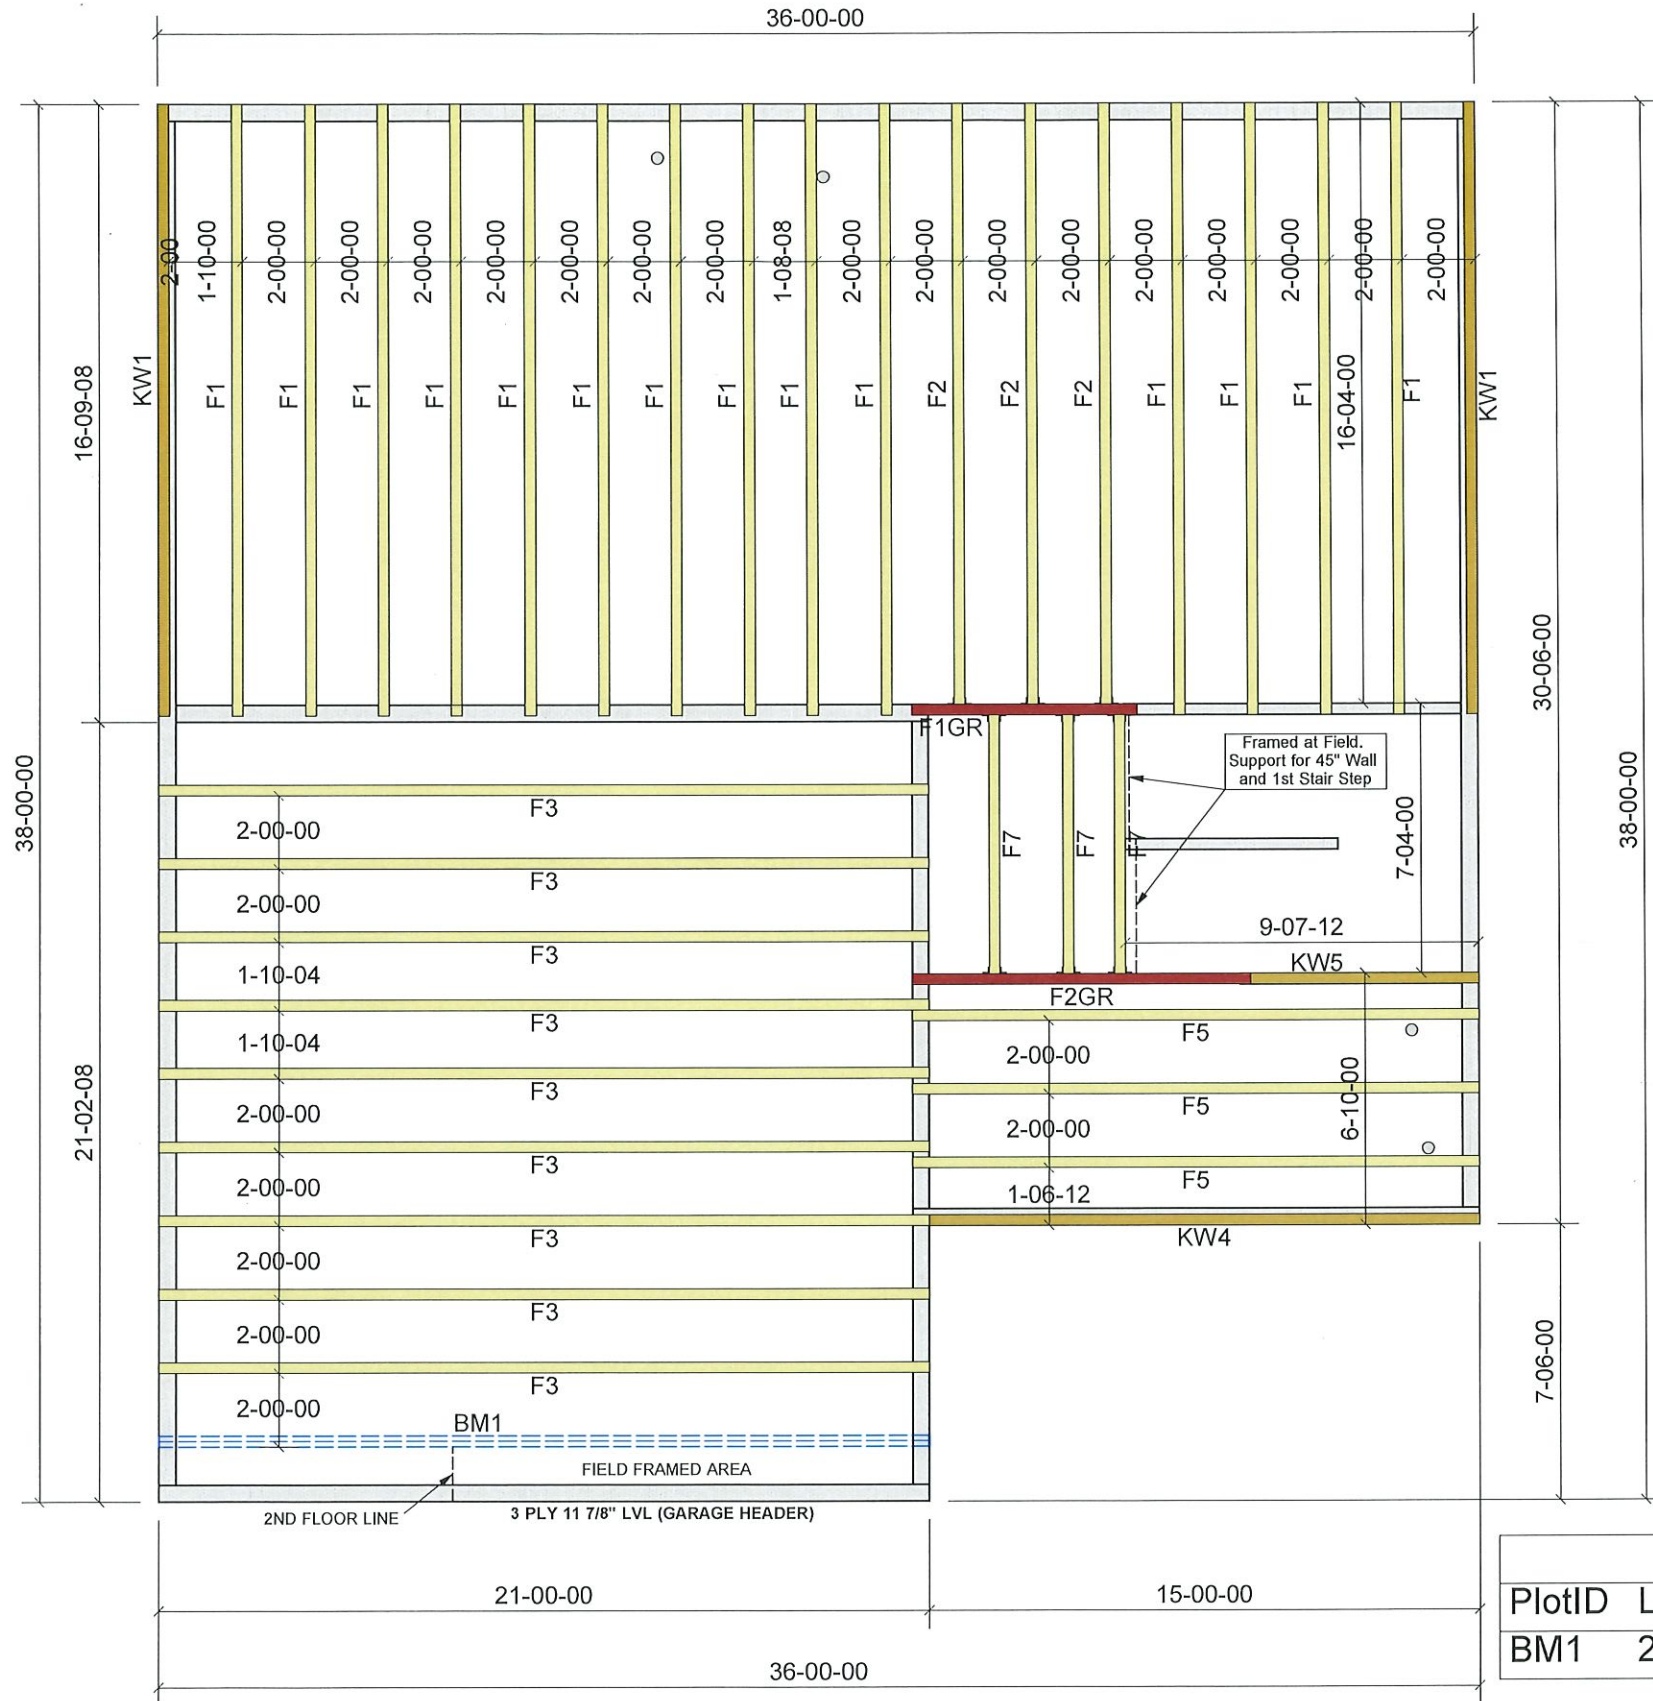 36-00-00
2-00
1-10-00
2-00-00
2-00-00
2-00-00
2-00-00
2-00-00
2-00-00
2-00-00
1-08-08
2-00-00
2-00-00
2-00-00
2-00-00
2-00-00
2-00-00
2-00-00
2-00-00
2-00-00
KW1
F1
F1
F1
F1
F1
F1
F1
F1
F1
F1
F2
F2
F2
F1
F1
F1
F1
KW1
16-09-08
16-04-00
30-06-00
38-00-00
38-00-00
F1GR
Framed at Field.
Support for 45" Wall
and 1st Stair Step
F3
2-00-00
F3
2-00-00
F3
1-10-04
F3
1-10-04
F3
2-00-00
F3
2-00-00
F3
2-00-00
F3
2-00-00
F3
2-00-00
F7
F7
F7
7-04-00
9-07-12
KW5
F2GR
F5
2-00-00
F5
2-00-00
F5
1-06-12
6-10-00
KW4
21-02-08
7-06-00
BM1
FIELD FRAMED AREA
2ND FLOOR LINE
3 PLY 11 7/8" LVL (GARAGE HEADER)
21-00-00
15-00-00
36-00-00
PlotID L
BM1 2